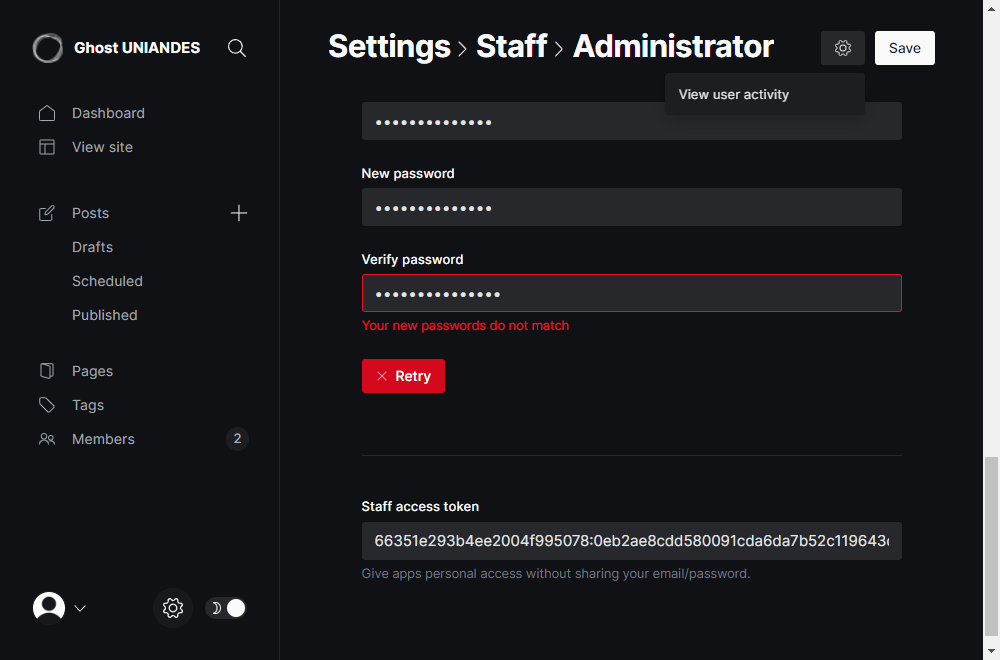 Ghost UNIANDES
Dashboard
View site
Posts
Drafts
Scheduled
Published
Pages
Tags
Members 2
Settings > Staff > Administrator
Save
View user activity
••••••••••••••
New password
••••••••••••••
Verify password
•••••••••••••••
Your new passwords do not match
Retry
Staff access token
66351e293b4ee2004f995078:0eb2ae8cdd580091cda6da7b52c119643
Give apps personal access without sharing your email/password.